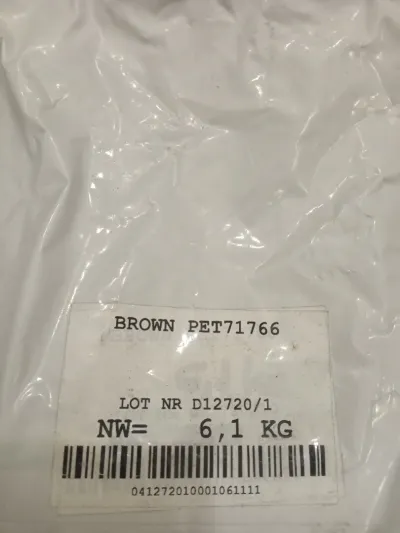 BROWN PET71766
LOT NR D12720/1
NW= 6,1 KG
041272010001061111